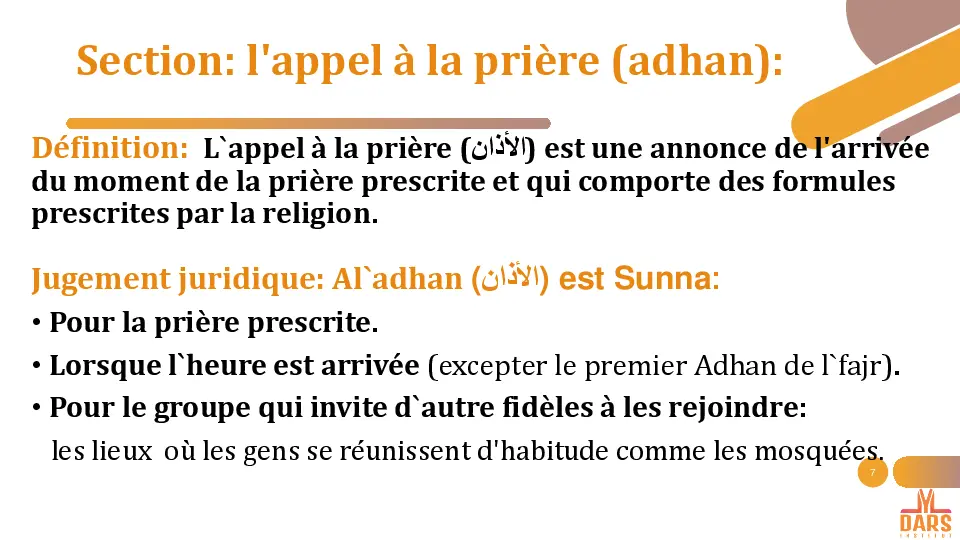 Section: l'appel à la prière (adhan):
Définition: L`appel à la prière (الأذان) est une annonce de l'arrivée
du moment de la prière prescrite et qui comporte des formules
prescrites par la religion.
Jugement juridique: Al`adhan (الأذان) est Sunna:
• Pour la prière prescrite.
• Lorsque l`heure est arrivée (excepter le premier Adhan de l`fajr).
• Pour le groupe qui invite d`autre fidèles à les rejoindre:
les lieux où les gens se réunissent d'habitude comme les mosquées.
7
DARS
INSTITUT